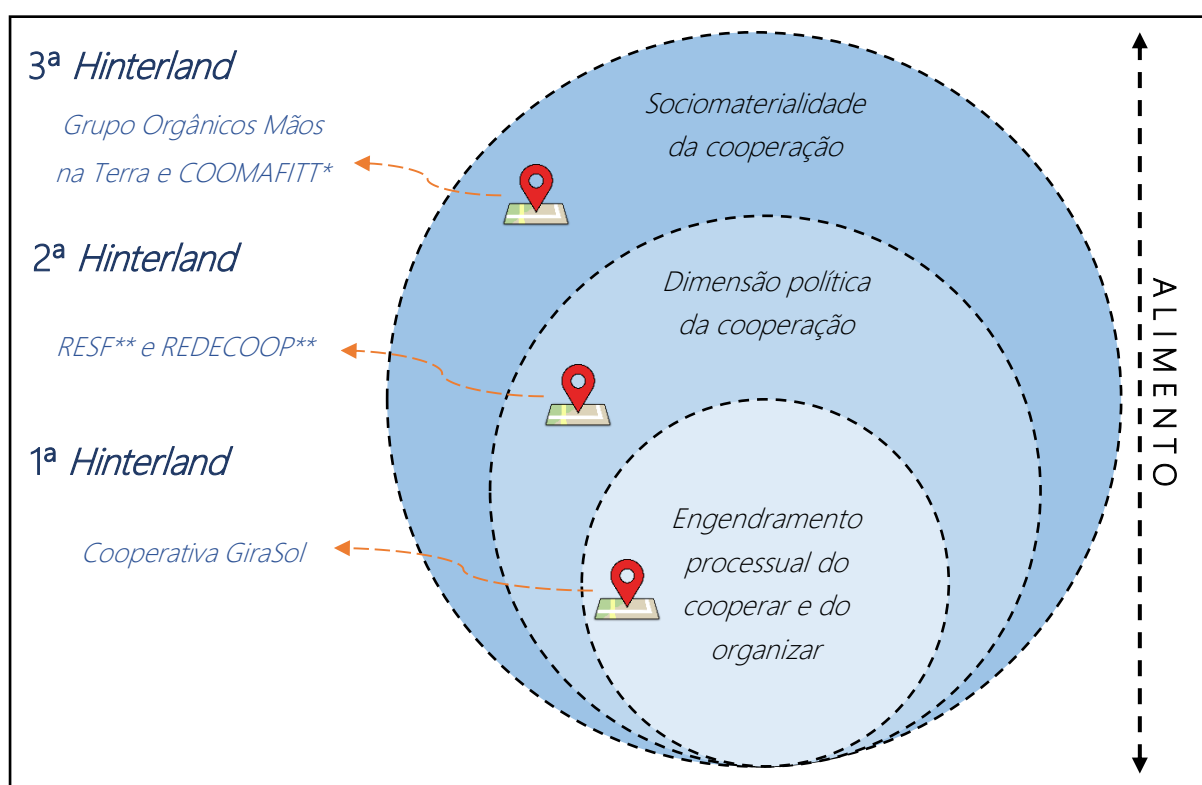 3ª Hinterland
Grupo Orgânicos Mãos
na Terra e COOMAFITT*
2ª Hinterland
RESF** e REDECOOP**
1ª Hinterland
Cooperativa GiraSol
Sociomaterialidade
da cooperação
Dimensão política
da cooperação
Engendramento
processual do
cooperar e do
organizar
ALIMENTO